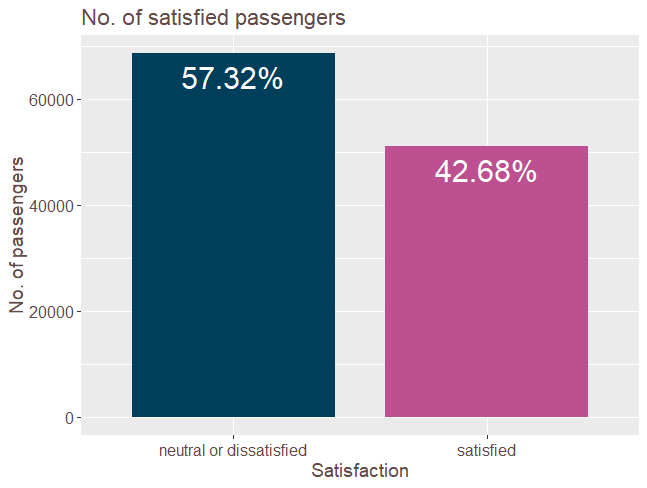 No. of satisfied passengers
57.32%
42.68%
60000
40000
20000
0
No. of passengers
neutral or dissatisfied
satisfied
Satisfaction